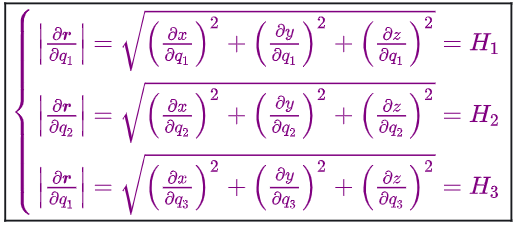 |∂r/∂q₁| = √((∂x/∂q₁)² + (∂y/∂q₁)² + (∂z/∂q₁)²) = H₁
|∂r/∂q₂| = √((∂x/∂q₂)² + (∂y/∂q₂)² + (∂z/∂q₂)²) = H₂
|∂r/∂q₁| = √((∂x/∂q₃)² + (∂y/∂q₃)² + (∂z/∂q₃)²) = H₃